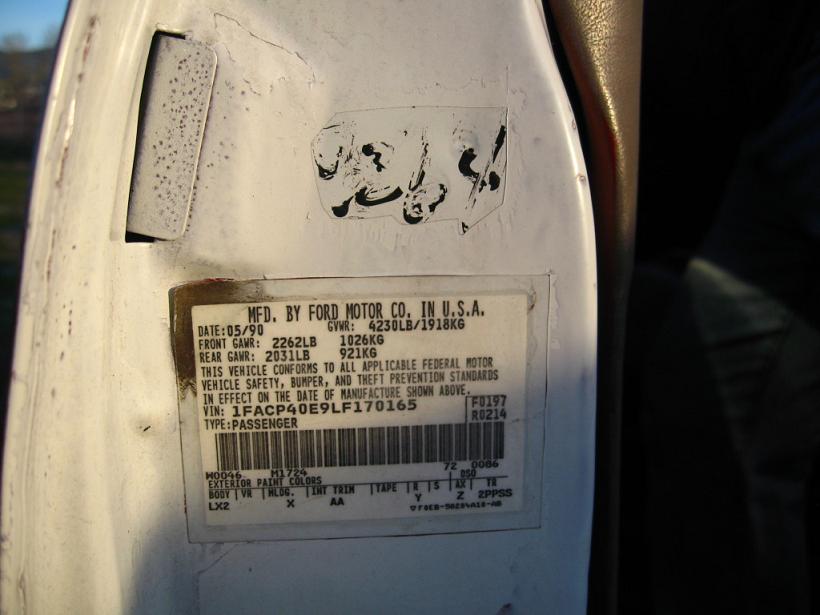 MFD. BY FORD MOTOR CO. IN U.S.A.
DATE: 05/90 GVWR: 4230LB/1918KG
FRONT GAWR: 2262LB 1026KG
REAR GAWR: 2031LB 921KG
THIS VEHICLE CONFORMS TO ALL APPLICABLE FEDERAL MOTOR
VEHICLE SAFETY, BUMPER, AND THEFT PREVENTION STANDARDS
IN EFFECT ON THE DATE OF MANUFACTURE SHOWN ABOVE.
VIN: 1FACP40E9LF170165 F0197
TYPE: PASSENGER R0214
W0046 M1724 72 0086
EXTERIOR PAINT COLORS DSO
BODY VR MLDG. INT TRIM TAPE R S AX TR
LX2 X AA Y Z 2PPSS